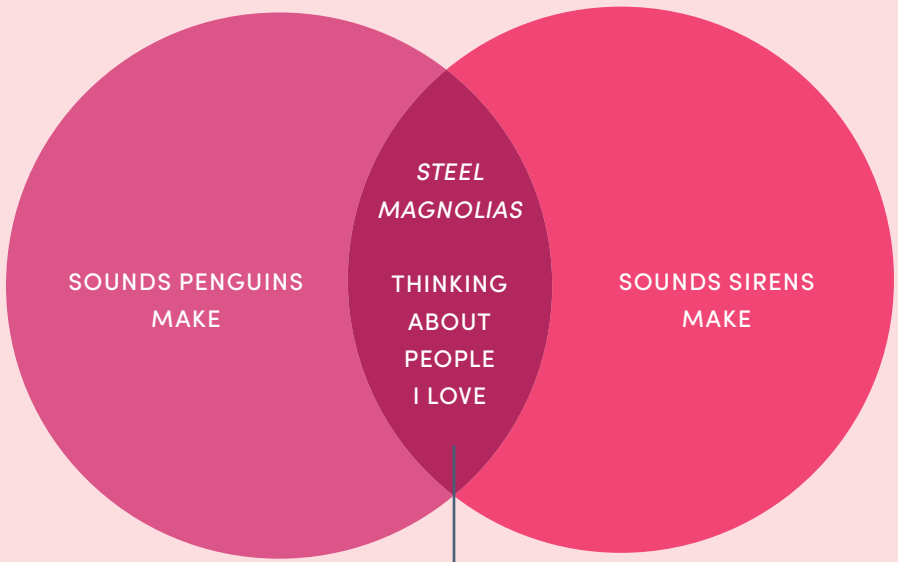 SOUNDS PENGUINS
MAKE
STEEL
MAGNOLIAS
THINKING
ABOUT
PEOPLE
I LOVE
SOUNDS SIRENS
MAKE